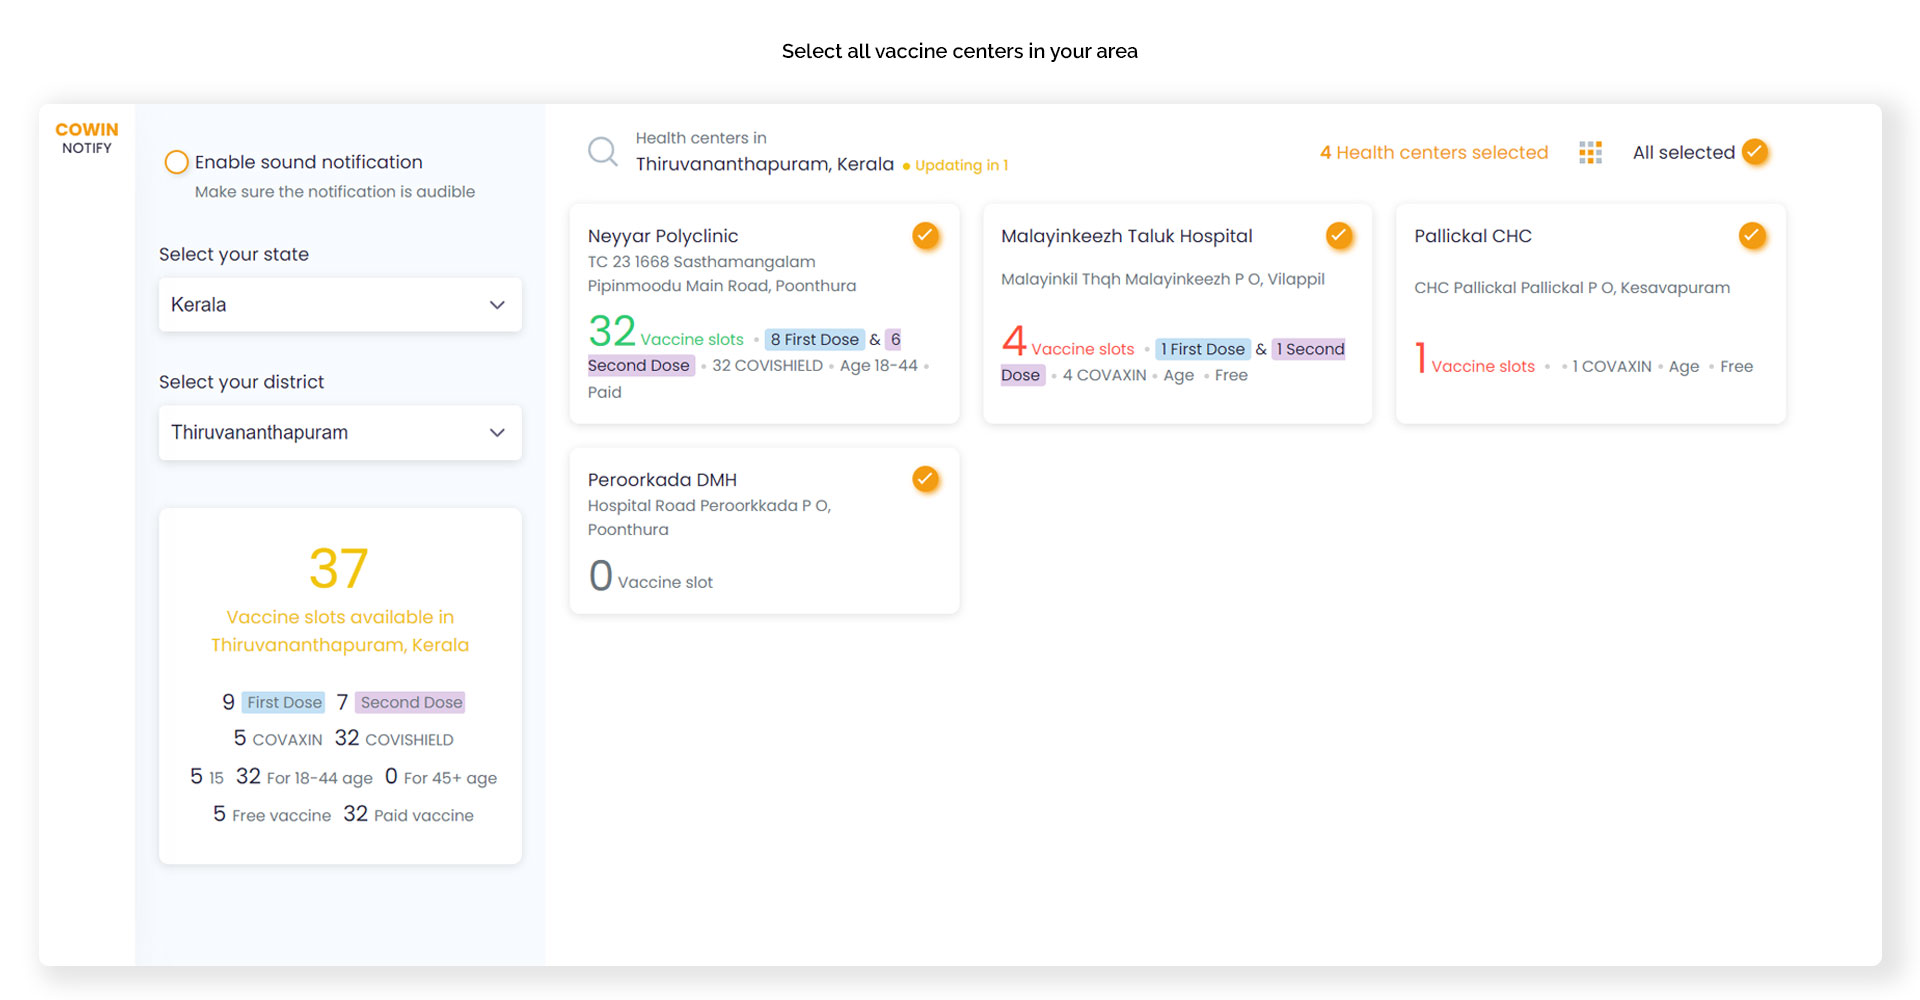 Select all vaccine centers in your area
COWIN
NOTIFY
Enable sound notification
Make sure the notification is audible
Select your state
Kerala
Select your district
Thiruvananthapuram
37
Vaccine slots available in
Thiruvananthapuram, Kerala
9 First Dose 7 Second Dose
5 COVAXIN 32 COVISHIELD
5 15 32 For 18-44 age 0 For 45+ age
5 Free vaccine 32 Paid vaccine
Health centers in
Thiruvananthapuram, Kerala • Updating in 1
4 Health centers selected
All selected
Neyyar Polyclinic
TC 23 1668 Sasthamangalam
Pipinmoodu Main Road, Poonthura
32 Vaccine slots • 8 First Dose & 6
Second Dose • 32 COVISHIELD • Age 18-44 •
Paid
Malayinkeezh Taluk Hospital
Malayinkil Thqh Malayinkeezh P O, Vilappil
4 Vaccine slots • 1 First Dose & 1 Second
Dose • 4 COVAXIN • Age • Free
Pallickal CHC
CHC Pallickal Pallickal P O, Kesavapuram
1 Vaccine slots • • 1 COVAXIN • Age • Free
Peroorkada DMH
Hospital Road Peroorkkada P O,
Poonthura
0 Vaccine slot